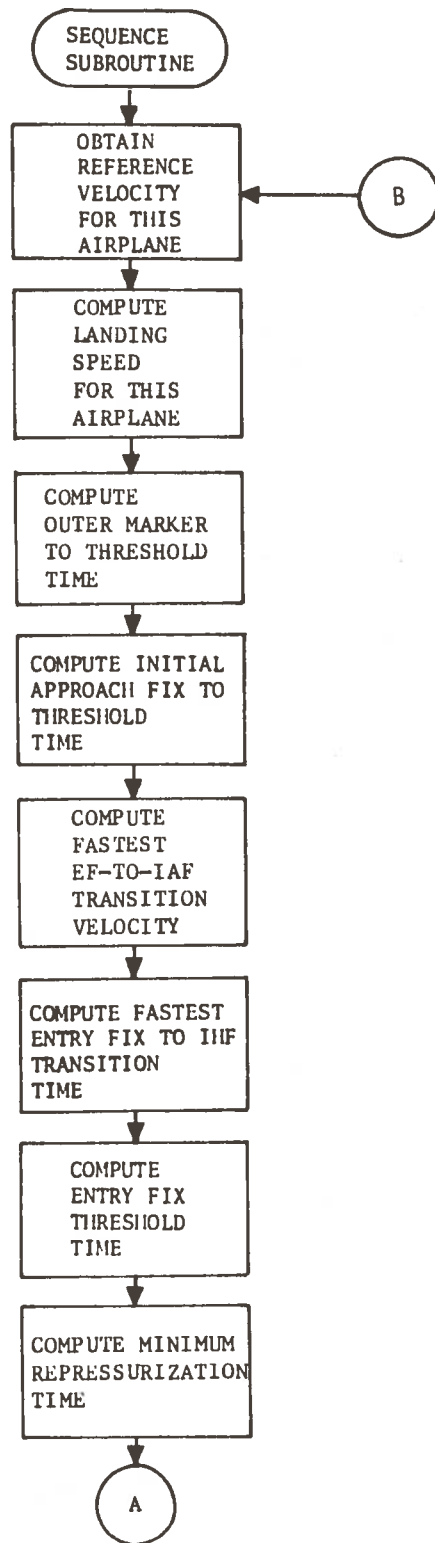 SEQUENCE
SUBROUTINE
OBTAIN
REFERENCE
VELOCITY
FOR THIS
AIRPLANE
B
COMPUTE
LANDING
SPEED
FOR THIS
AIRPLANE
COMPUTE
OUTER MARKER
TO THRESHOLD
TIME
COMPUTE INITIAL
APPROACH FIX TO
THRESHOLD
TIME
COMPUTE
FASTEST
EF-TO-IAF
TRANSITION
VELOCITY
COMPUTE FASTEST
ENTRY FIX TO IHF
TRANSITION
TIME
COMPUTE
ENTRY FIX
THRESHOLD
TIME
COMPUTE MINIMUM
REPRESSURIZATION
TIME
A